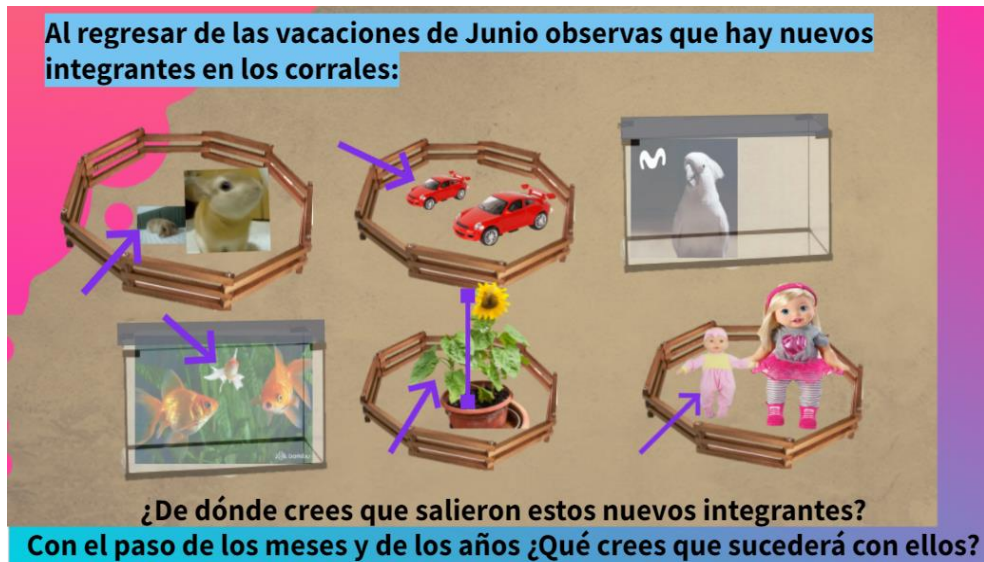 Al regresar de las vacaciones de Junio observas que hay nuevos
integrantes en los corrales:
¿De dónde crees que salieron estos nuevos integrantes?
Con el paso de los meses y de los años ¿Qué crees que sucederá con ellos?